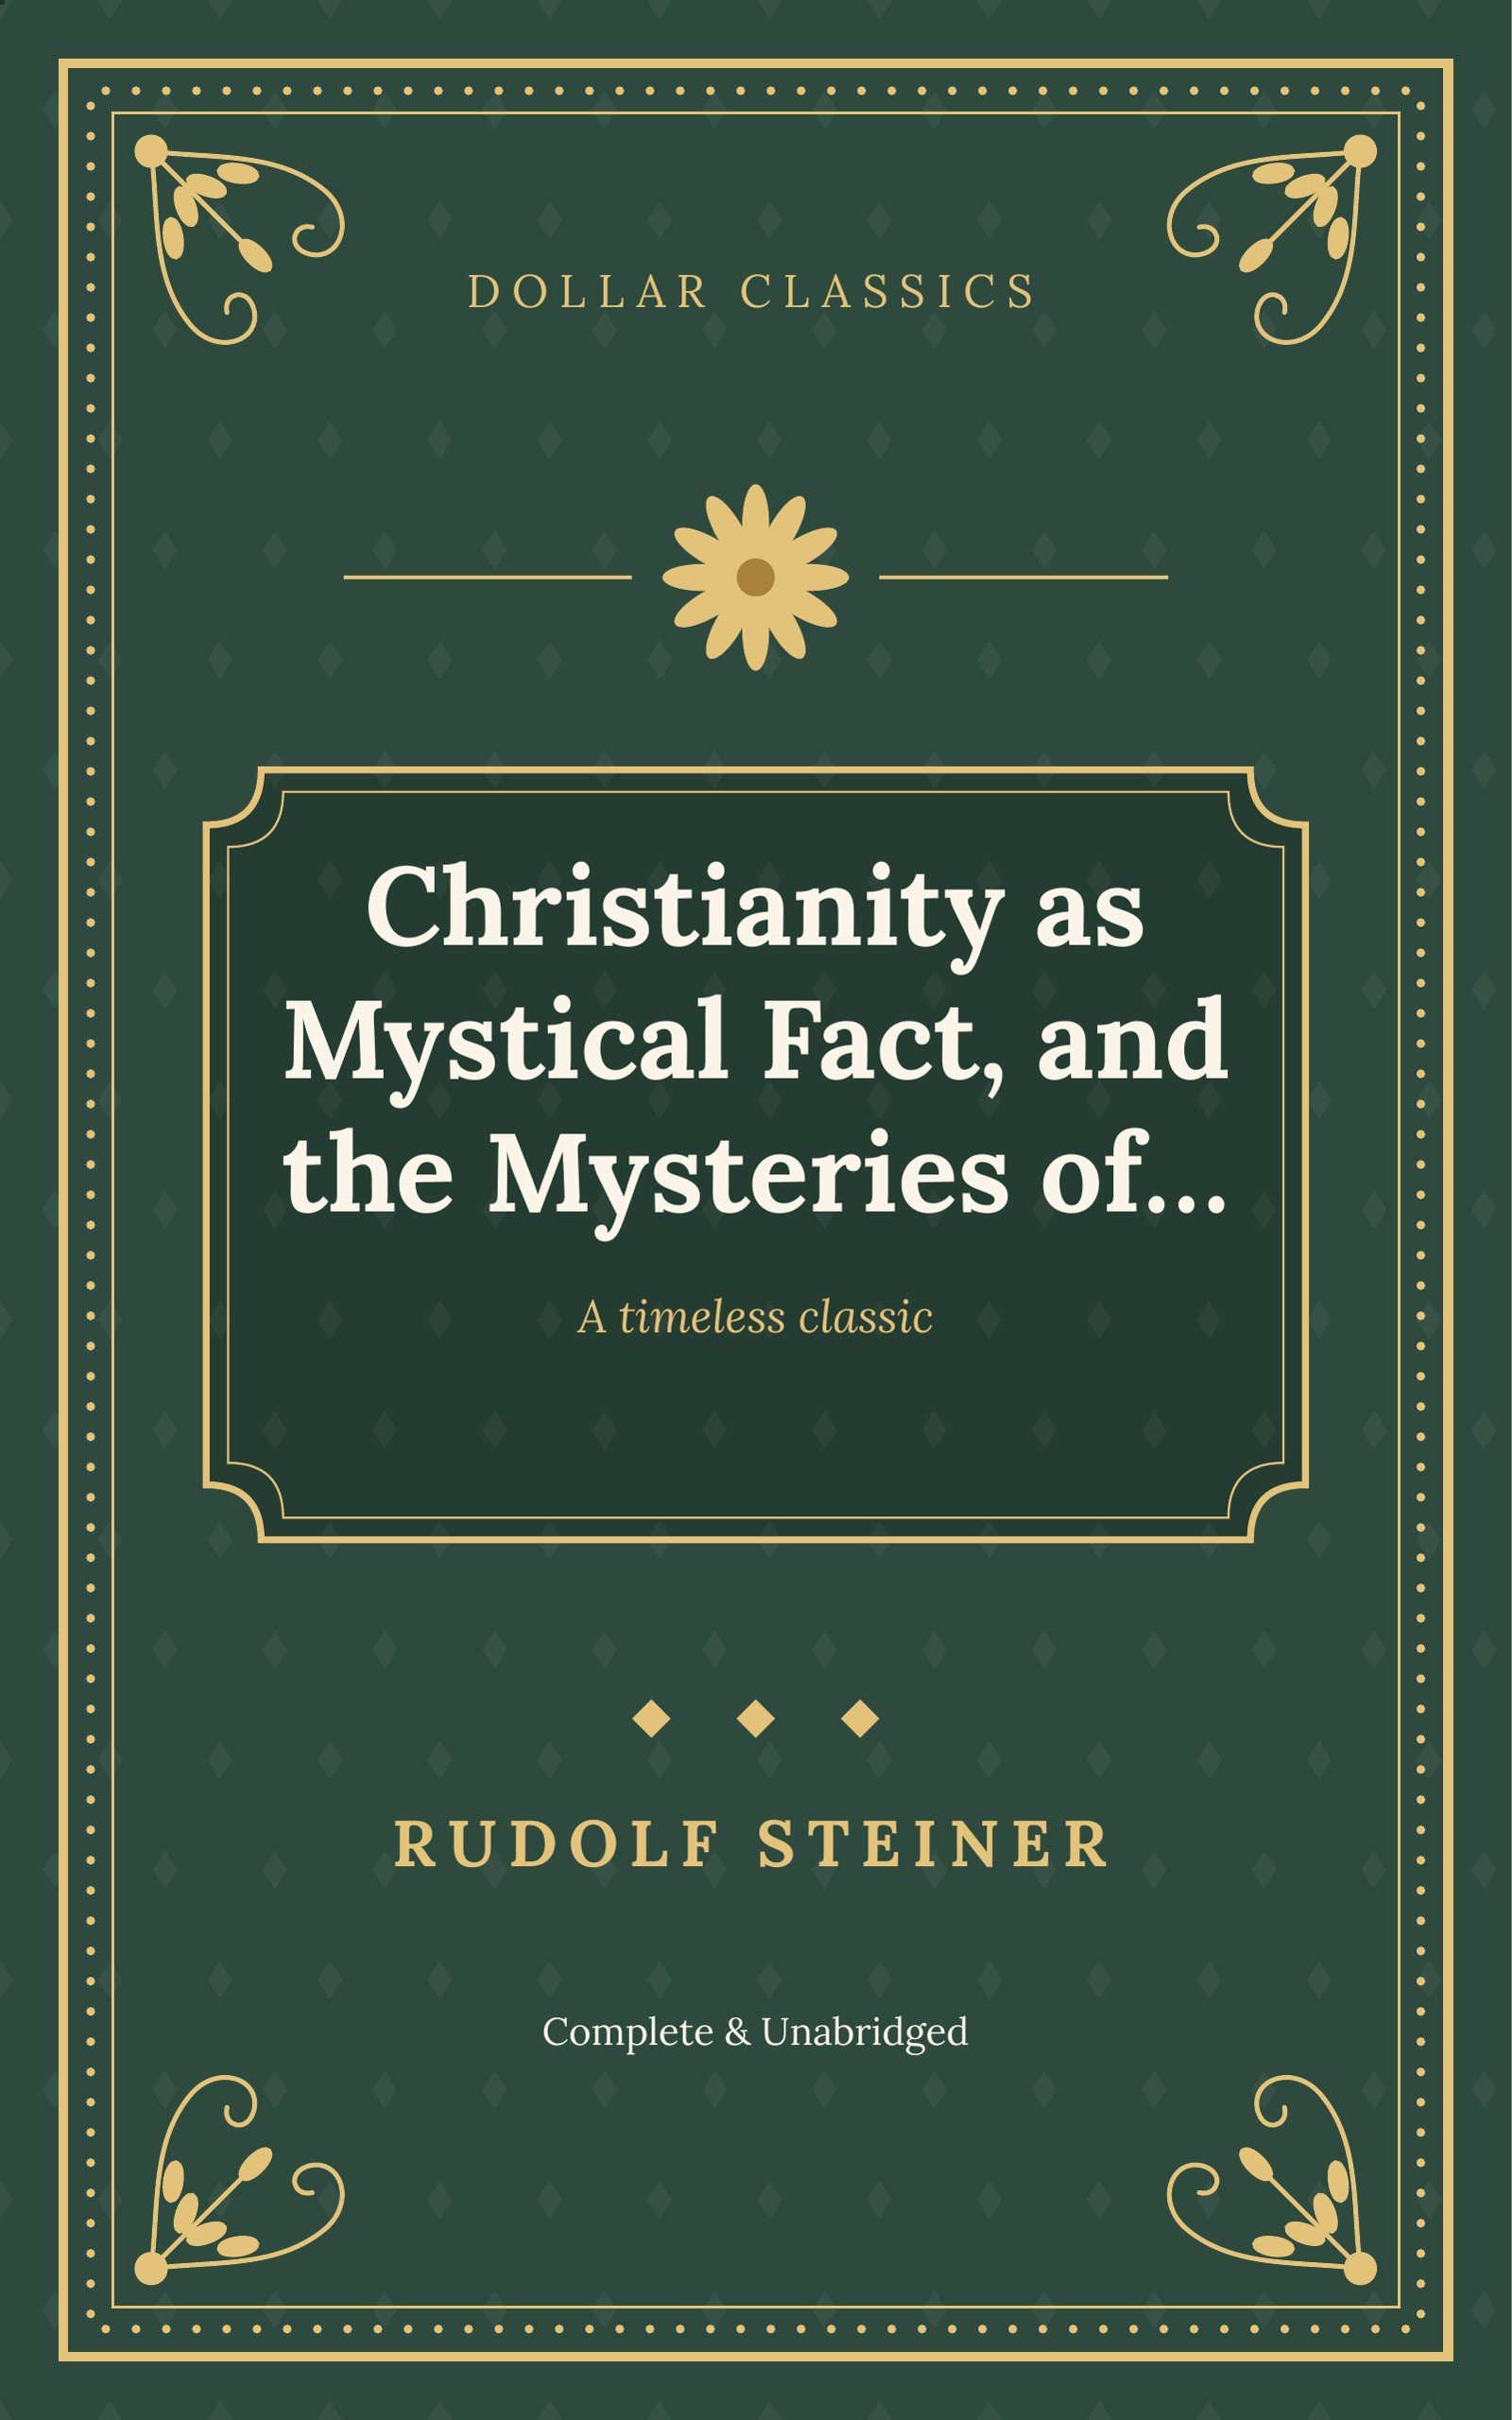 DOLLAR CLASSICS
Christianity as
Mystical Fact, and
the Mysteries of...
A timeless classic
RUDOLF STEINER
Complete & Unabridged